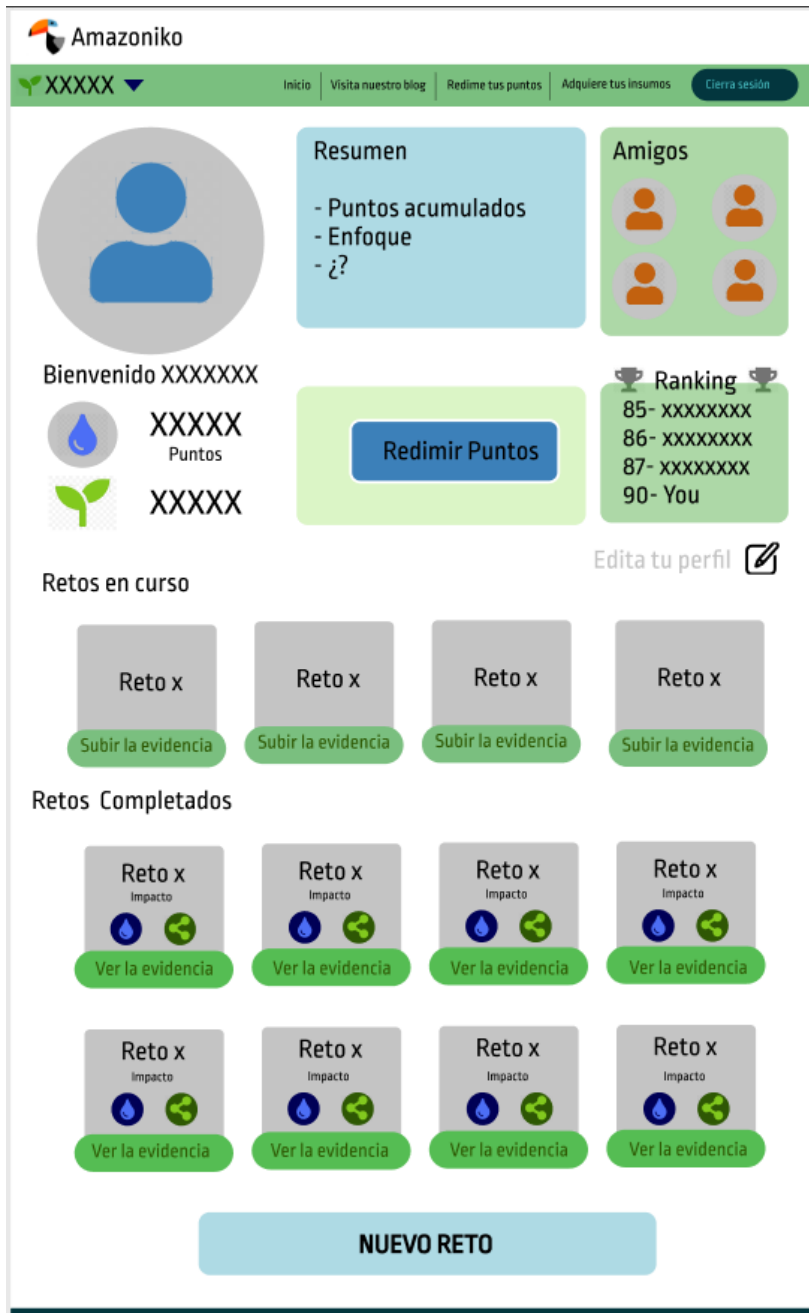 Amazoniko
XXXXX
Inicio
Visita nuestro blog
Redime tus puntos
Adquiere tus insumos
Cierra sesión
Resumen
- Puntos acumulados
- Enfoque
- ¿?
Amigos
Bienvenido XXXXXXX
XXXXX
Puntos
XXXXX
Redimir Puntos
Ranking
85- xxxxxxxx
86- xxxxxxxx
87- xxxxxxxx
90- You
Edita tu perfil
Retos en curso
Reto x
Reto x
Reto x
Reto x
Subir la evidencia
Subir la evidencia
Subir la evidencia
Subir la evidencia
Retos Completados
Reto x
Reto x
Reto x
Reto x
Impacto
Impacto
Impacto
Impacto
Ver la evidencia
Ver la evidencia
Ver la evidencia
Ver la evidencia
Reto x
Reto x
Reto x
Reto x
Impacto
Impacto
Impacto
Impacto
Ver la evidencia
Ver la evidencia
Ver la evidencia
Ver la evidencia
NUEVO RETO